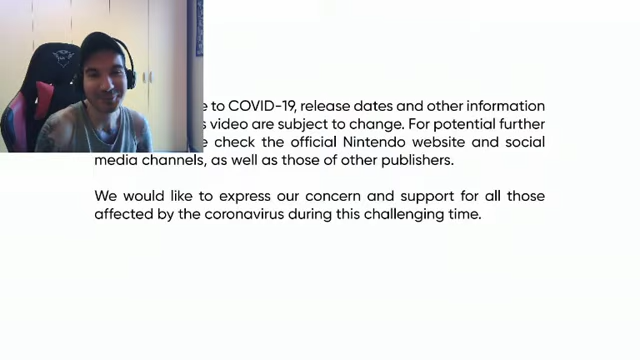 e to COVID-19, release dates and other information
s video are subject to change. For potential further
e check the official Nintendo website and social
media channels, as well as those of other publishers.
We would like to express our concern and support for all those
affected by the coronavirus during this challenging time.